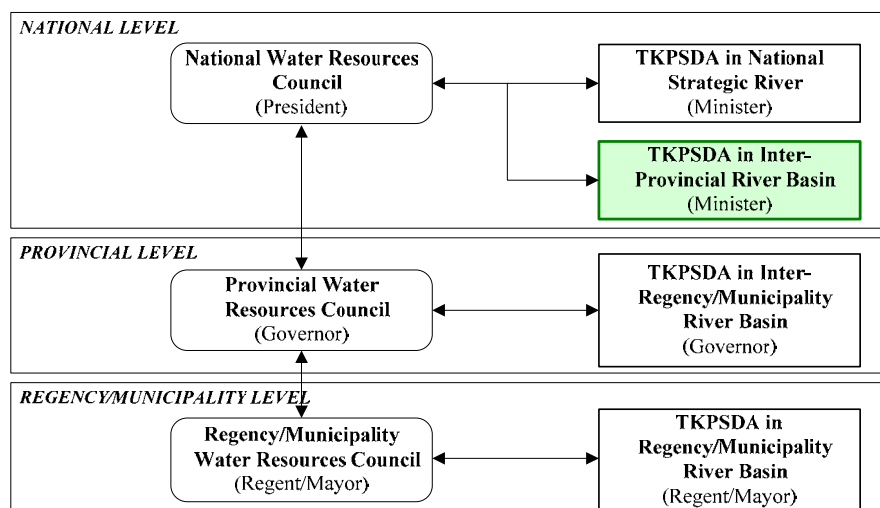 NATIONAL LEVEL
National Water Resources
Council
(President)
TKPSDA in National
Strategic River
(Minister)
TKPSDA in Inter-
Provincial River Basin
(Minister)
PROVINCIAL LEVEL
Provincial Water
Resources Council
(Governor)
TKPSDA in Inter-
Regency/Municipality
River Basin
(Governor)
REGENCY/MUNICIPALITY LEVEL
Regency/Municipality
Water Resources Council
(Regent/Mayor)
TKPSDA in
Regency/Municipality
River Basin
(Regent/Mayor)